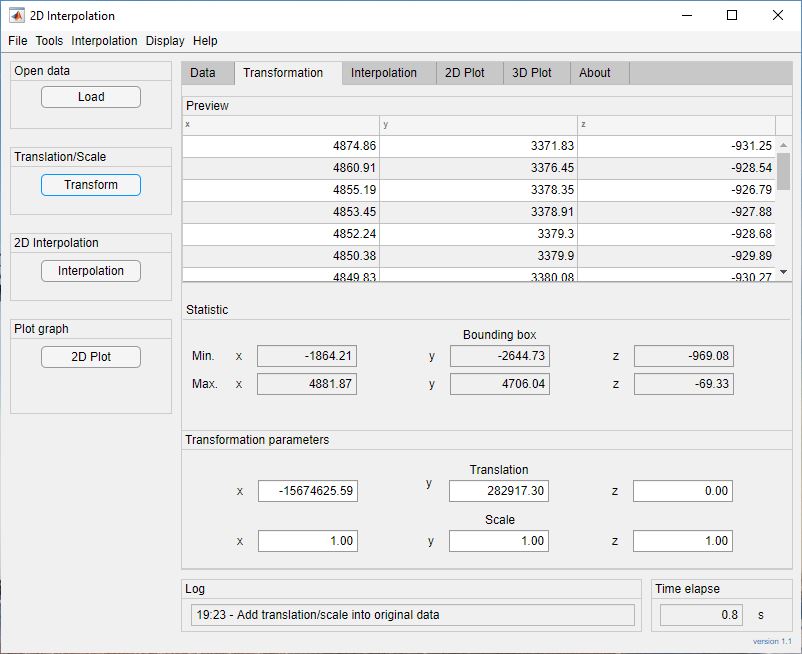 2D Interpolation
File Tools Interpolation Display Help
Open data
Load
Translation/Scale
Transform
2D Interpolation
Interpolation
Plot graph
2D Plot
Data Transformation Interpolation 2D Plot 3D Plot About
Preview
x y z
4874.86 3371.83 -931.25
4860.91 3376.45 -928.54
4855.19 3378.35 -926.79
4853.45 3378.91 -927.88
4852.24 3379.3 -928.68
4850.38 3379.9 -929.89
4849.83 3380.08 -930.27
Statistic
Bounding box
Min. x -1864.21 y -2644.73 z -969.08
Max. x 4881.87 y 4706.04 z -69.33
Transformation parameters
Translation
x -15674625.59 y 282917.30 z 0.00
Scale
x 1.00 y 1.00 z 1.00
Log
19:23 - Add translation/scale into original data
Time elapse
0.8 s
version 1.1